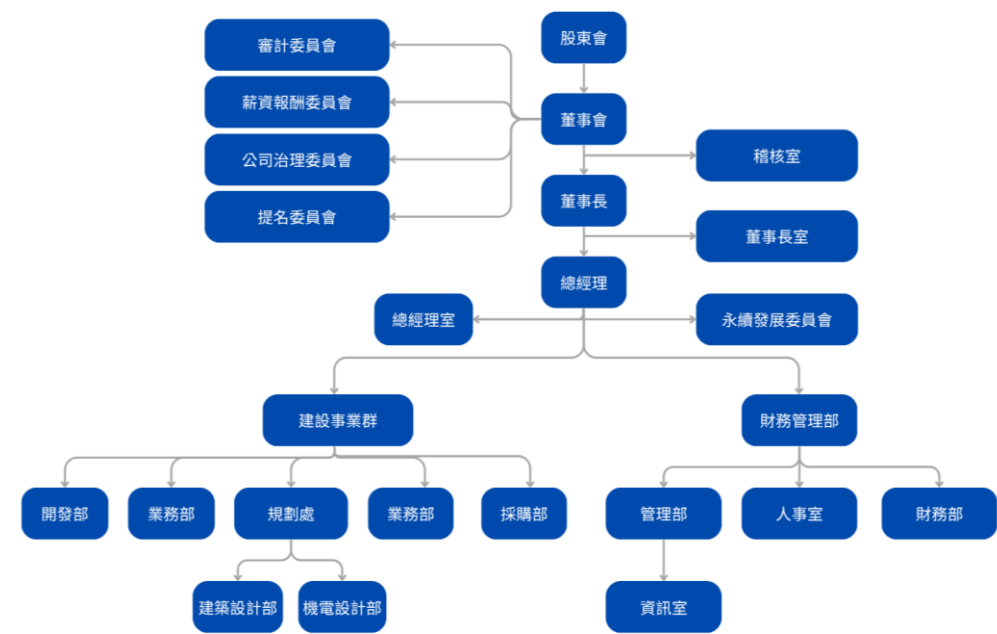 股東會
審計委員會
薪資報酬委員會
董事會
公司治理委員會
稽核室
提名委員會
董事長
董事長室
總經理
總經理室
永續發展委員會
建設事業群
財務管理部
開發部
業務部
規劃處
業務部
採購部
管理部
人事室
財務部
建築設計部
機電設計部
資訊室